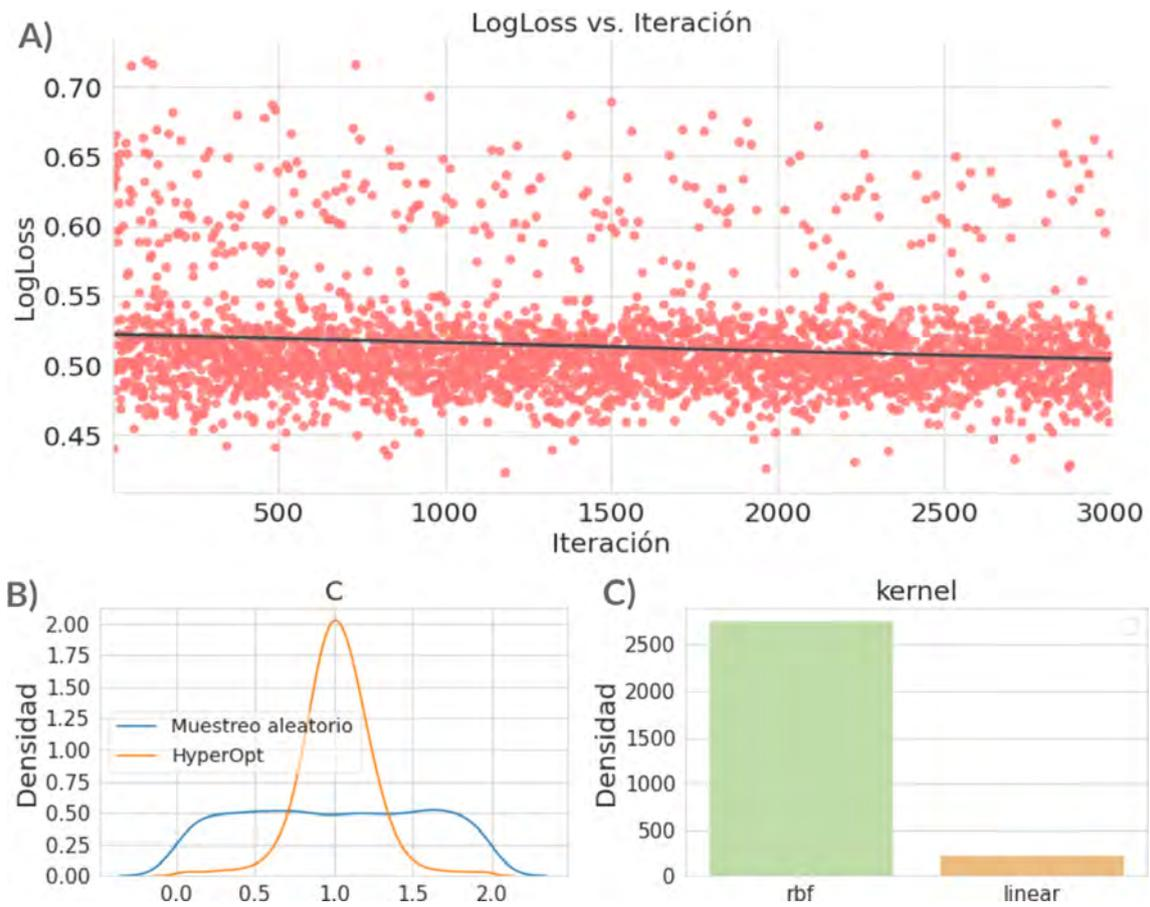 A)
LogLoss vs. Iteración
LogLoss
0.70
0.65
0.60
0.55
0.50
0.45
500 1000 1500 2000 2500 3000
Iteración
B)
C
Densidad
2.00
1.75
1.50
1.25
1.00
0.75
0.50
0.25
0.00
Muestreo aleatorio
HyperOpt
0.0 0.5 1.0 1.5 2.0
C)
kernel
Densidad
2500
2000
1500
1000
500
0
rbf linear